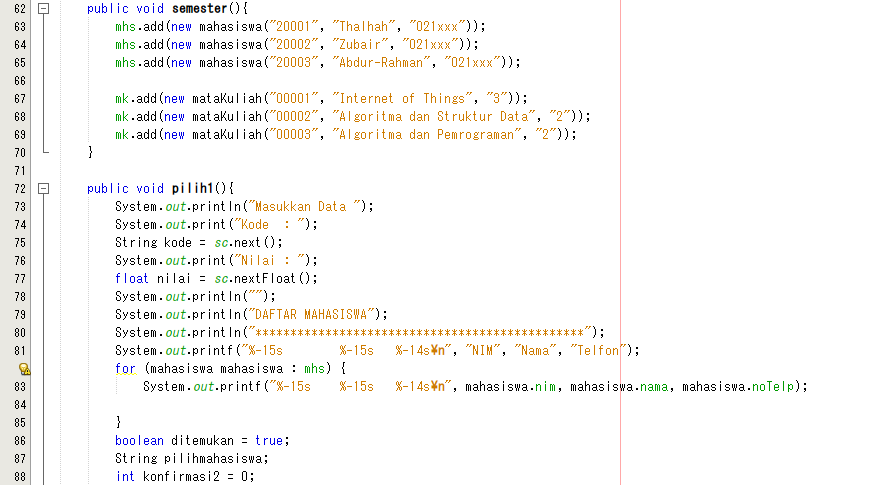 62 public void semester(){
63 mhs.add(new mahasiswa("20001", "Thalhah", "021xxx"));
64 mhs.add(new mahasiswa("20002", "Zubair", "021xxx"));
65 mhs.add(new mahasiswa("20003", "Abdur-Rahman", "021xxx"));
66
67 mk.add(new mataKuliah("00001", "Internet of Things", "3"));
68 mk.add(new mataKuliah("00002", "Algoritma dan Struktur Data", "2"));
69 mk.add(new mataKuliah("00003", "Algoritma dan Pemrograman", "2"));
70 }
71
72 public void pilih1(){
73 System.out.println("Masukkan Data ");
74 System.out.print("Kode  : ");
75 String kode = sc.next();
76 System.out.print("Nilai : ");
77 float nilai = sc.nextFloat();
78 System.out.println("");
79 System.out.println("DAFTAR MAHASISWA");
80 System.out.println("***********************************************");
81 System.out.printf("%-15s        %-15s   %-14s¥n", "NIM", "Nama", "Telfon");
for (mahasiswa mahasiswa : mhs) {
83 System.out.printf("%-15s    %-15s   %-14s¥n", mahasiswa.nim, mahasiswa.nama, mahasiswa.noTelp);
84
85 }
86 boolean ditemukan = true;
87 String pilihmahasiswa;
88 int konfirmasi2 = 0;